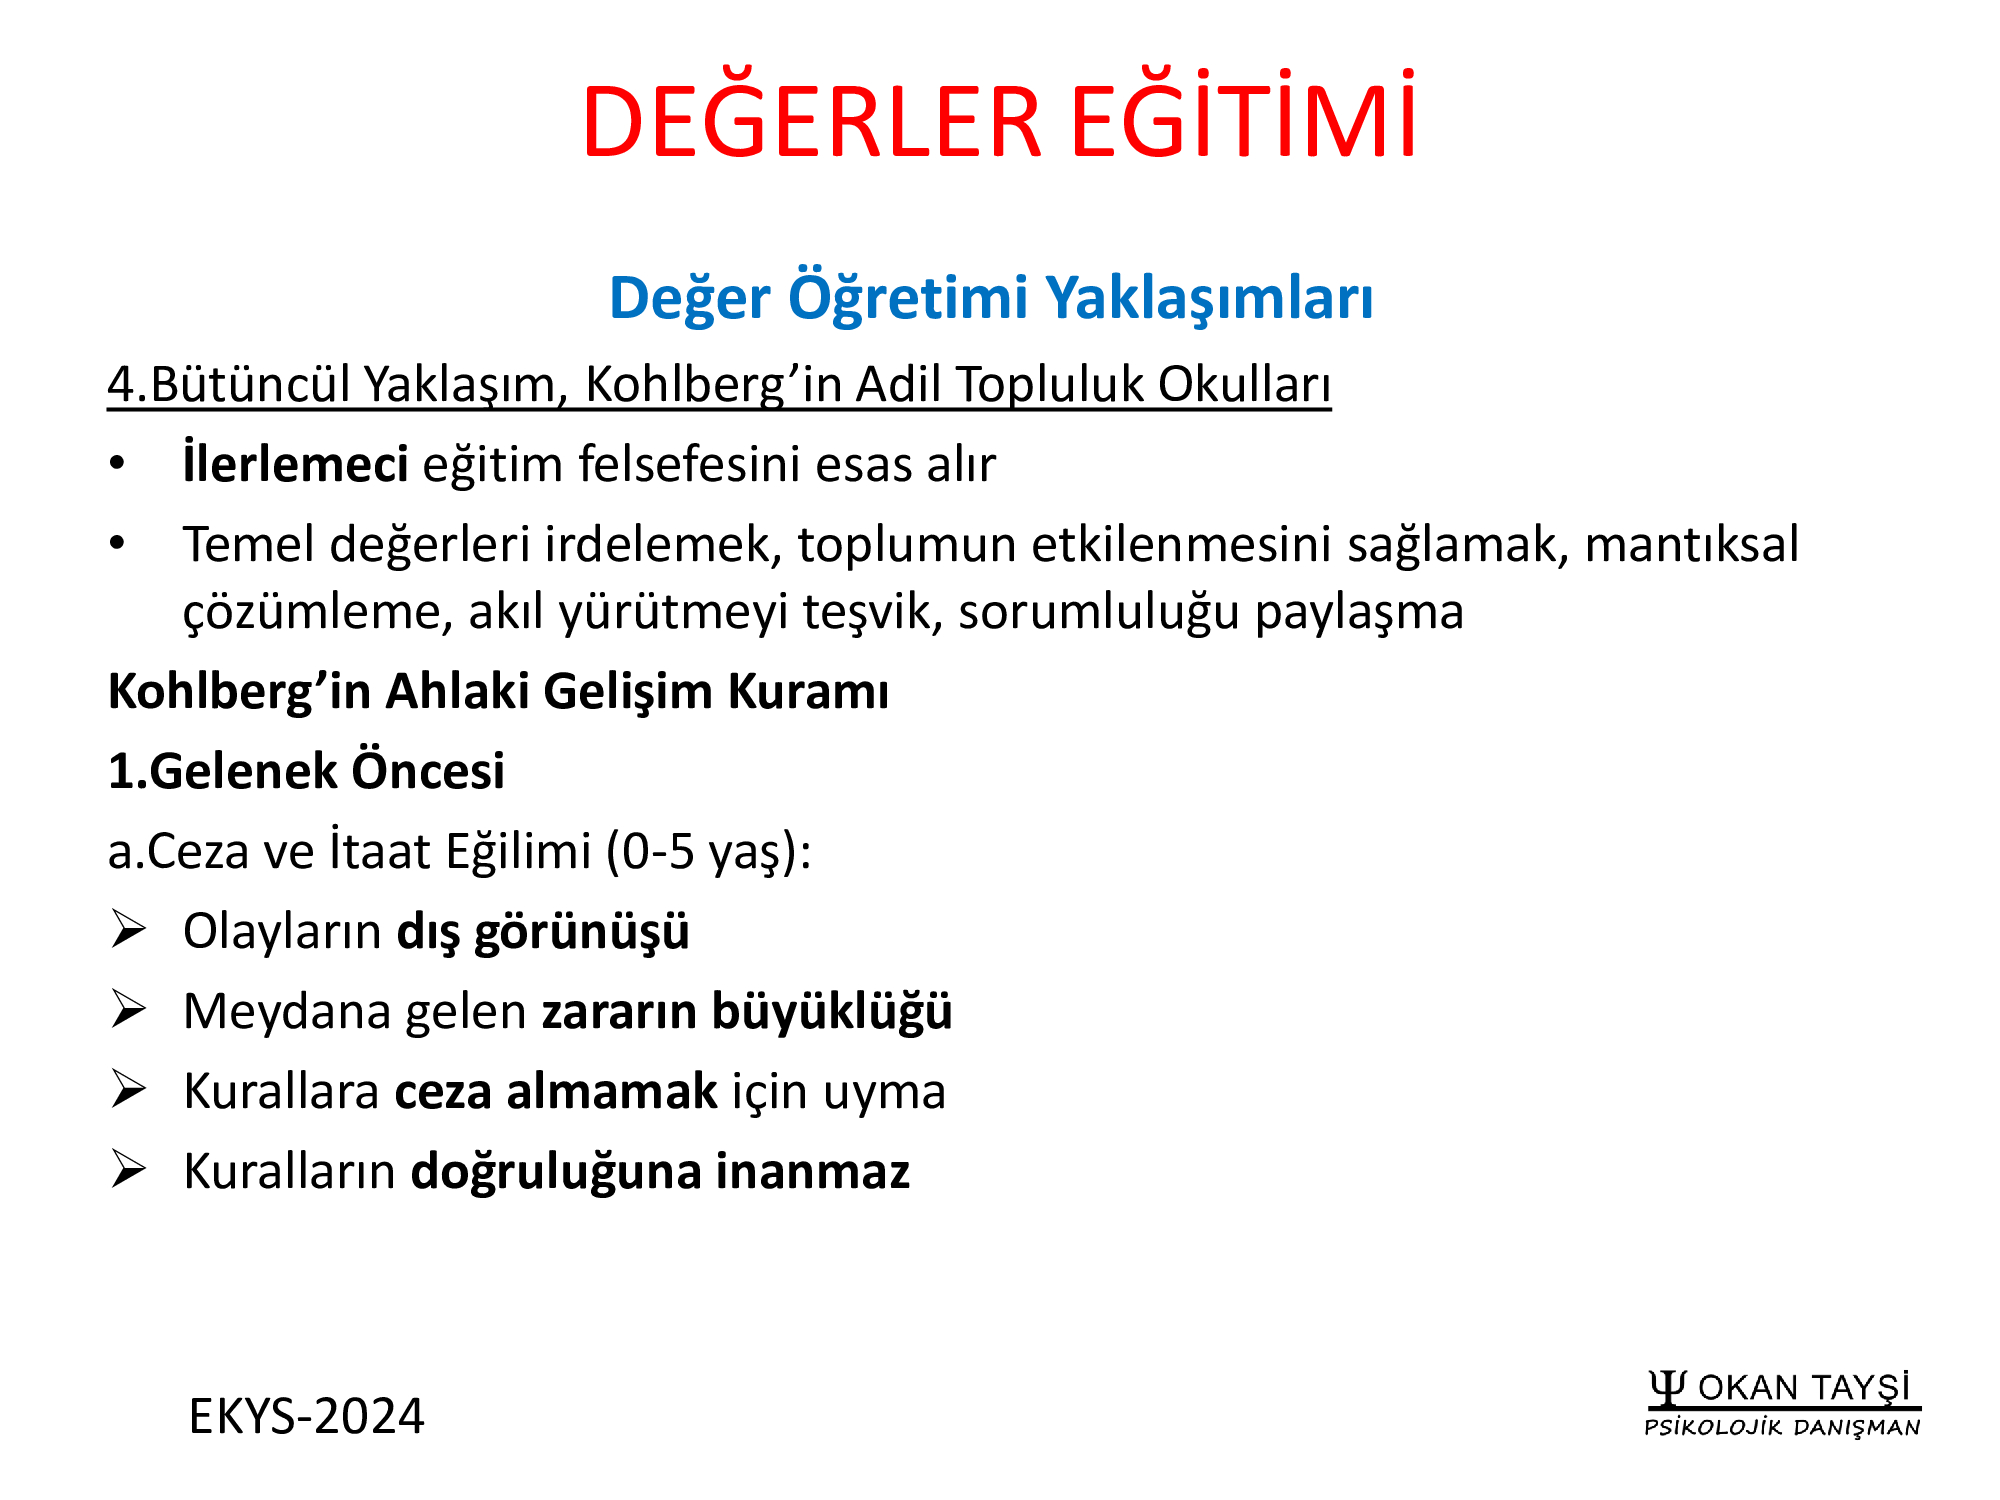 DEĞERLER EĞİTİMİ
Değer Öğretimi Yaklaşımları
4.Bütüncül Yaklaşım, Kohlberg’in Adil Topluluk Okulları
• İlerlemeci eğitim felsefesini esas alır
• Temel değerleri irdelemek, toplumun etkilenmesini sağlamak, mantıksal
çözümleme, akıl yürütmeyi teşvik, sorumluluğu paylaşma
Kohlberg’in Ahlaki Gelişim Kuramı
1.Gelenek Öncesi
a.Ceza ve İtaat Eğilimi (0-5 yaş):
➢ Olayların dış görünüşü
➢ Meydana gelen zararın büyüklüğü
➢ Kurallara ceza almamak için uyma
➢ Kuralların doğruluğuna inanmaz
EKYS-2024
Ψ OKAN TAYŞİ
PSİKOLOJİK DANIŞMAN